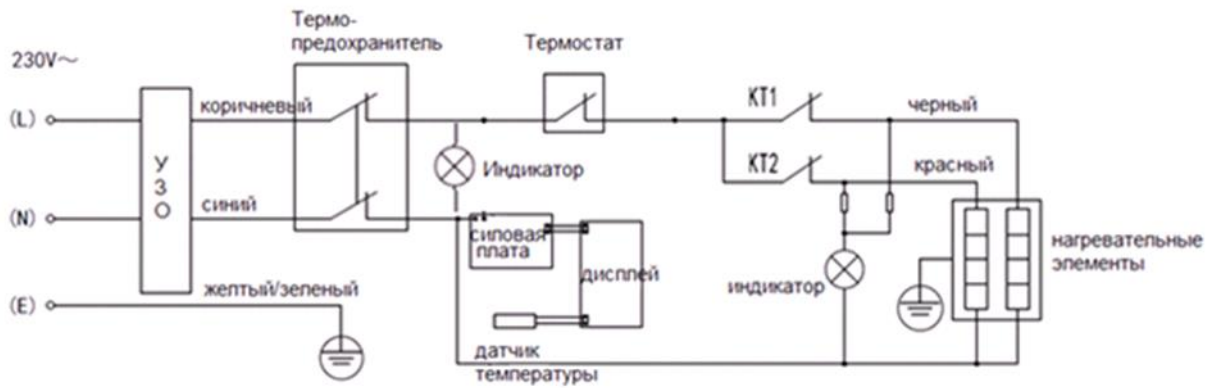 Термо-
предохранитель
Термостат
230V~
(L)
коричневый
KT1
черный
УЗО
Индикатор
KT2
красный
(N)
синий
силовая
плата
дисплей
индикатор
нагревательные
элементы
(E)
желтый/зеленый
датчик
температуры